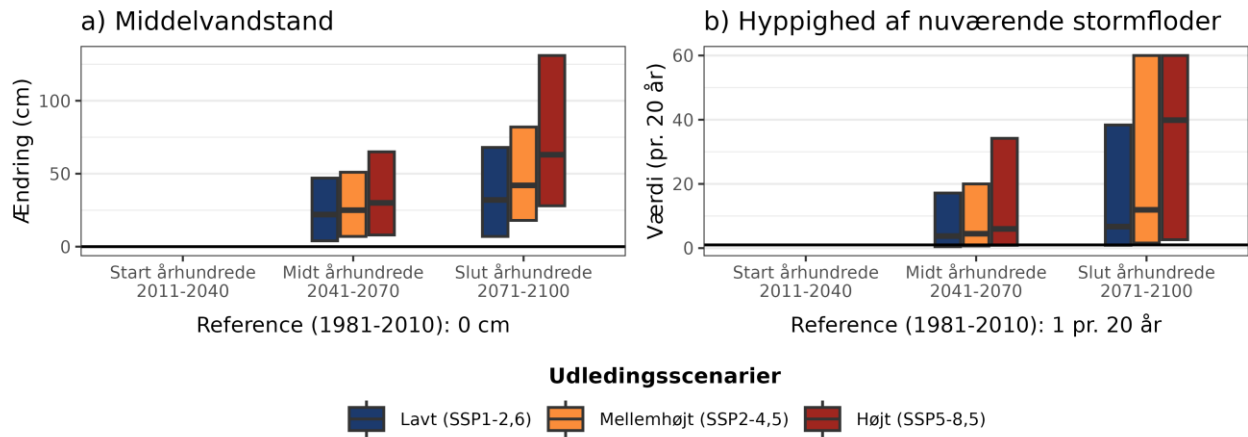 a) Middelvandstand
Ændring (cm)
100
50
0
Start århundrede
2011-2040
Midt århundrede
2041-2070
Slut århundrede
2071-2100
Reference (1981-2010): 0 cm
b) Hyppighed af nuværende stormfloder
Værdi (pr. 20 år)
60
40
20
0
Start århundrede
2011-2040
Midt århundrede
2041-2070
Slut århundrede
2071-2100
Reference (1981-2010): 1 pr. 20 år
Udledingsscenarier
Lavt (SSP1-2,6)
Mellemhøjt (SSP2-4,5)
Højt (SSP5-8,5)